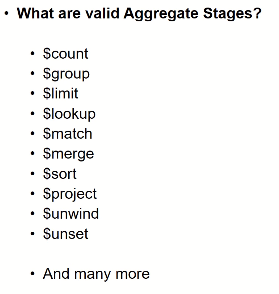 • What are valid Aggregate Stages?
• $count
• $group
• $limit
• $lookup
• $match
• $merge
• $sort
• $project
• $unwind
• $unset
• And many more